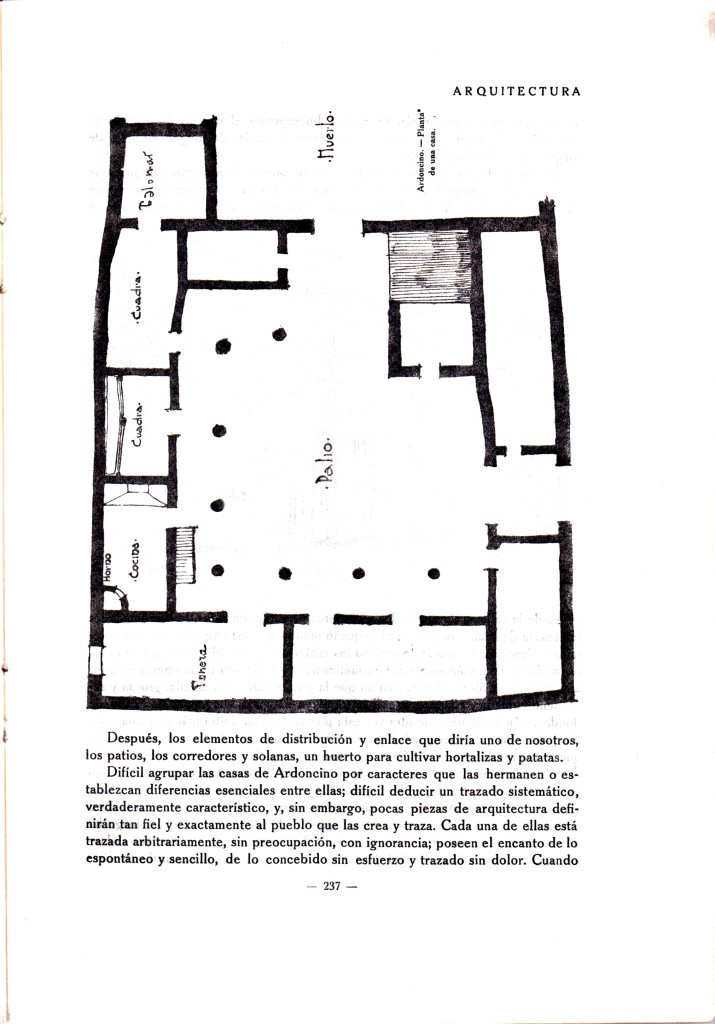 ARQUITECTURA
Ardoncino. — Planta
de una casa.
·Huerto·
Palomar
·Cuadra·
Cuadra·
·Patio·
Horno
·Cocina·
Panera
Después, los elementos de distribución y enlace que diría uno de nosotros,
los patios, los corredores y solanas, un huerto para cultivar hortalizas y patatas.
Difícil agrupar las casas de Ardoncino por caracteres que las hermanen o es-
tablezcan diferencias esenciales entre ellas; difícil deducir un trazado sistemático,
verdaderamente característico, y, sin embargo, pocas piezas de arquitectura defi-
nirán tan fiel y exactamente al pueblo que las crea y traza. Cada una de ellas está
trazada arbitrariamente, sin preocupación, con ignorancia; poseen el encanto de lo
espontáneo y sencillo, de lo concebido sin esfuerzo y trazado sin dolor. Cuando
— 237 —